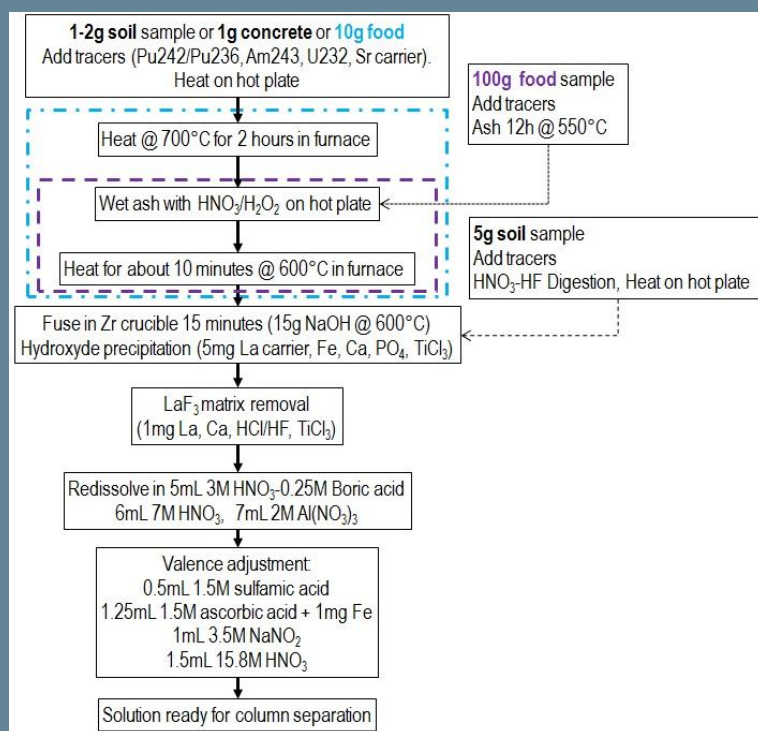 1-2g soil sample or 1g concrete or 10g food
Add tracers (Pu242/Pu236, Am243, U232, Sr carrier).
Heat on hot plate
100g food sample
Add tracers
Ash 12h @ 550°C
Heat @ 700°C for 2 hours in furnace
Wet ash with HNO₃/H₂O₂ on hot plate
5g soil sample
Add tracers
HNO₃-HF Digestion, Heat on hot plate
Heat for about 10 minutes @ 600°C in furnace
Fuse in Zr crucible 15 minutes (15g NaOH @ 600°C)
Hydroxyde precipitation (5mg La carrier, Fe, Ca, PO₄, TiCl₃)
LaF₃ matrix removal
(1mg La, Ca, HCl/HF, TiCl₃)
Redissolve in 5mL 3M HNO₃-0.25M Boric acid
6mL 7M HNO₃, 7mL 2M Al(NO₃)₃
Valence adjustment:
0.5mL 1.5M sulfamic acid
1.25mL 1.5M ascorbic acid + 1mg Fe
1mL 3.5M NaNO₂
1.5mL 15.8M HNO₃
Solution ready for column separation